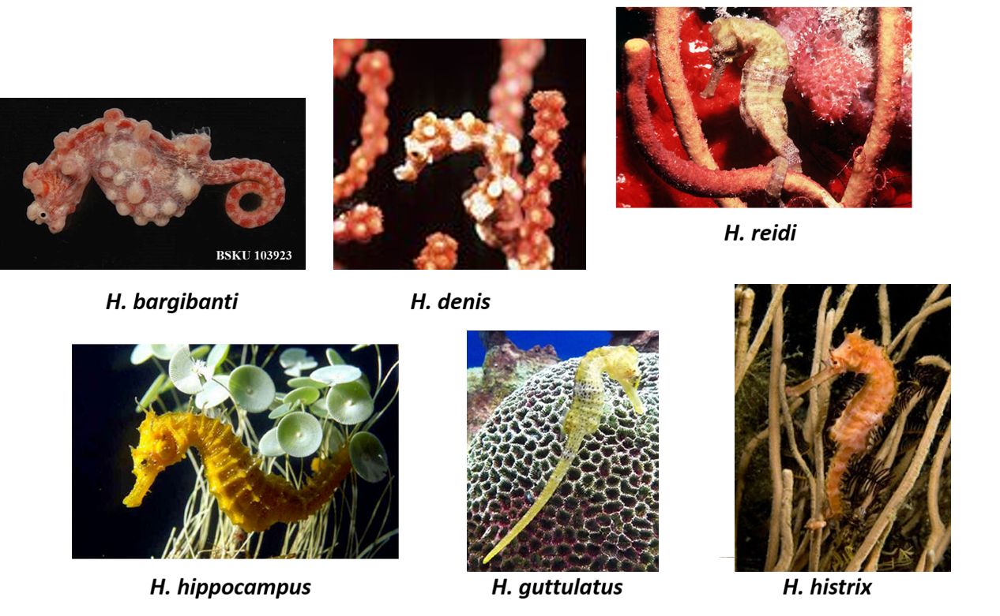 BSKU 103923
H. bargibanti
H. denis
H. reidi
H. hippocampus
H. guttulatus
H. histrix